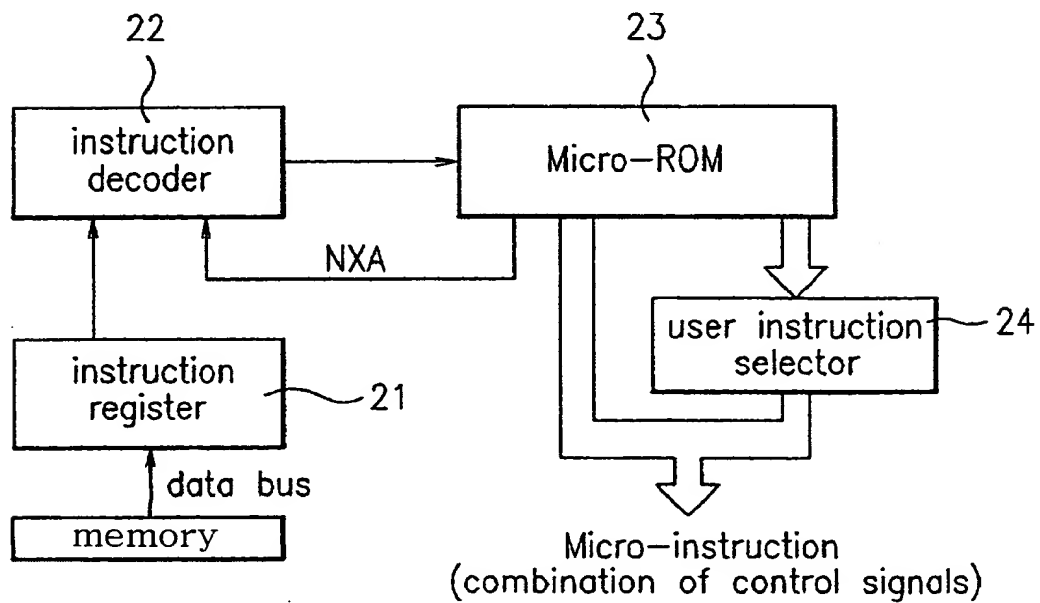 22
23
instruction
decoder
Micro-ROM
NXA
user instruction
selector
24
instruction
register
21
data bus
memory
Micro-instruction
(combination of control signals)